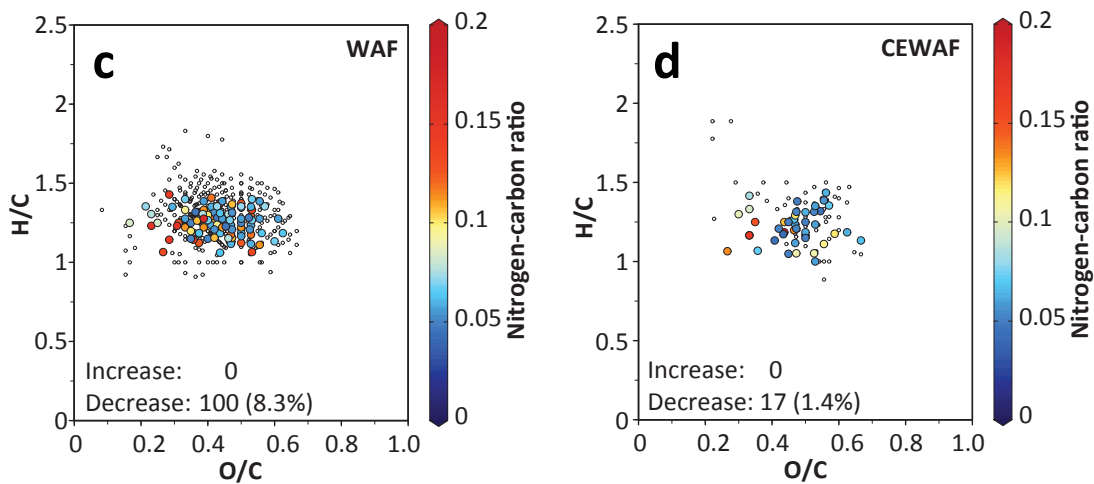 c
WAF
H/C
2.5
2
1.5
1
0.5
0
0
0.2
0.4
0.6
0.8
1.0
O/C
Increase: 0
Decrease: 100 (8.3%)
0.2
0.15
0.1
0.05
0
Nitrogen-carbon ratio
d
CEWAF
H/C
2.5
2
1.5
1
0.5
0
0
0.2
0.4
0.6
0.8
1.0
O/C
Increase: 0
Decrease: 17 (1.4%)
0.2
0.15
0.1
0.05
0
Nitrogen-carbon ratio